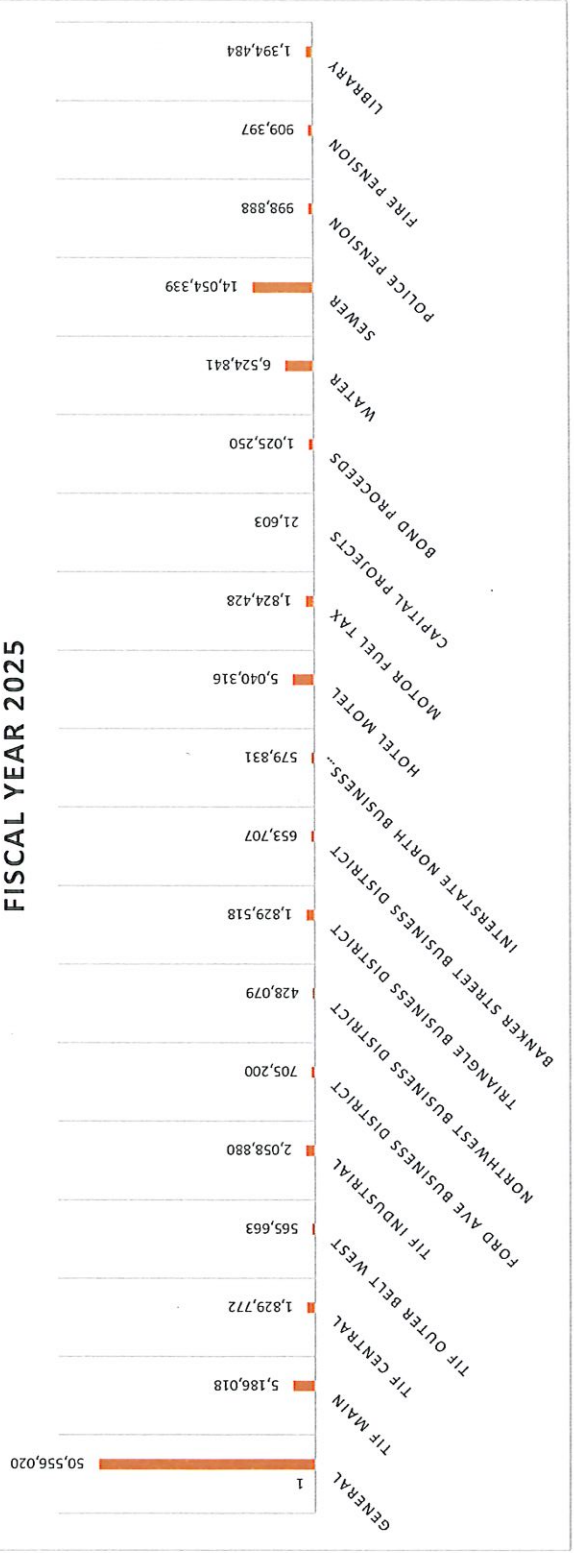 FISCAL YEAR 2025
1
50,556,020
5,186,018
1,829,772
565,663
2,058,880
705,200
428,079
1,829,518
653,707
579,831
5,040,316
1,824,428
21,603
1,025,250
6,524,841
14,054,339
998,888
909,397
1,394,484
GENERAL
TIF MAIN
TIF CENTRAL
TIF OUTER BELT WEST
TIF INDUSTRIAL
FORD AVE BUSINESS DISTRICT
NORTHWEST BUSINESS DISTRICT
TRIANGLE BUSINESS DISTRICT
BANKER STREET BUSINESS DISTRICT
INTERSTATE NORTH BUSINESS...
HOTEL MOTEL
MOTOR FUEL TAX
CAPITAL PROJECTS
BOND PROCEEDS
WATER
SEWER
POLICE PENSION
FIRE PENSION
LIBRARY